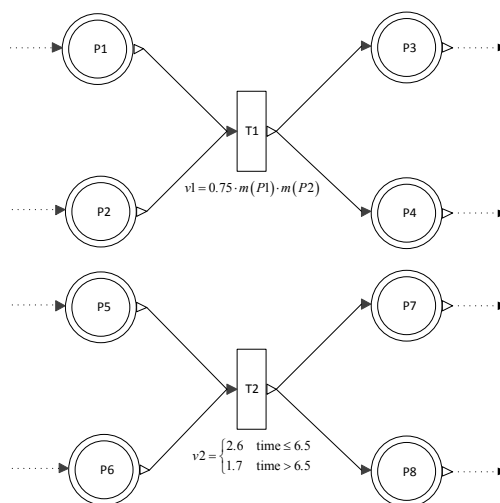 P1 P3
T1
v1 = 0.75 · m(P1) · m(P2)
P2 P4
P5 P7
T2
v2 = { 2.6 time ≤ 6.5
1.7 time > 6.5
P6 P8